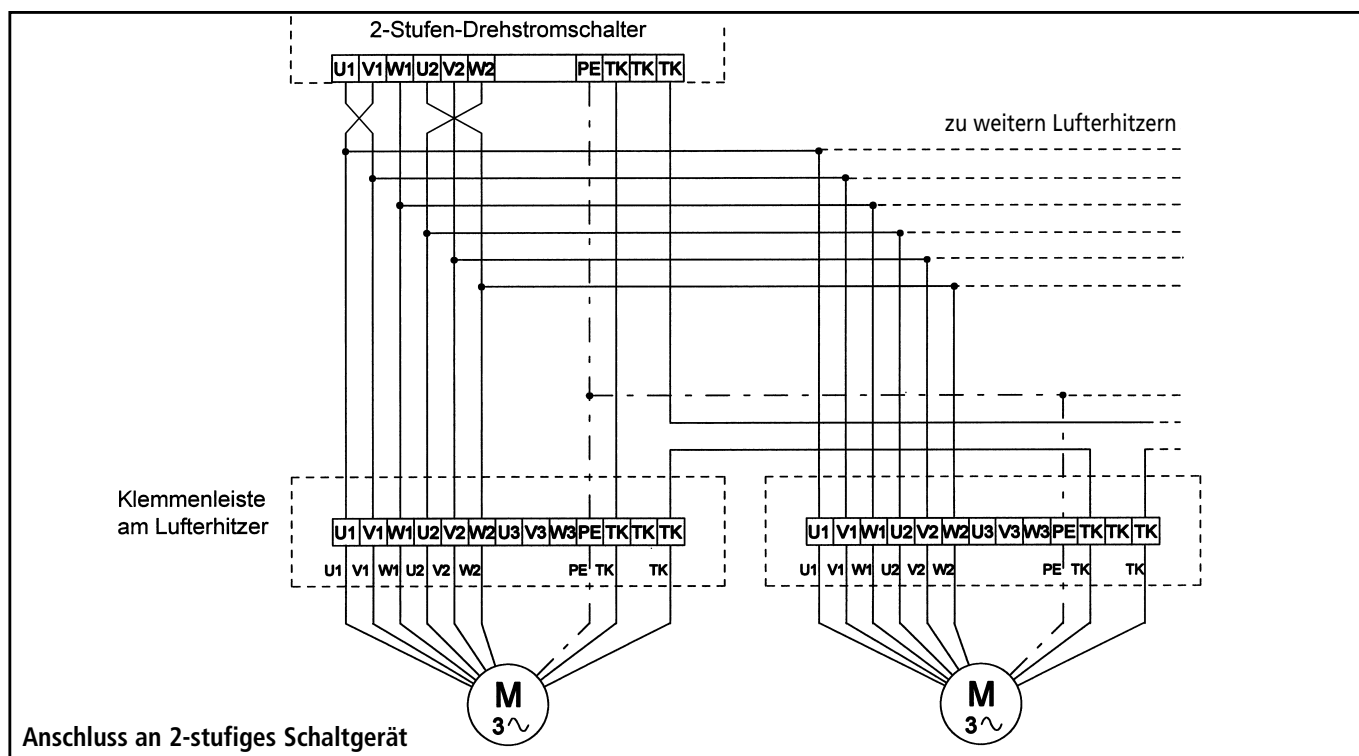 2-Stufen-Drehstromschalter
U1 V1 W1 U2 V2 W2 PE TK TK TK
zu weitern Lufterhitzern
Klemmenleiste
am Lufterhitzer
U1 V1 W1 U2 V2 W2 U3 V3 W3 PE TK TK TK
U1 V1 W1 U2 V2 W2 PE TK TK
U1 V1 W1 U2 V2 W2 U3 V3 W3 PE TK TK TK
U1 V1 W1 U2 V2 W2 PE TK TK
M
3~
M
3~
Anschluss an 2-stufiges Schaltgerät